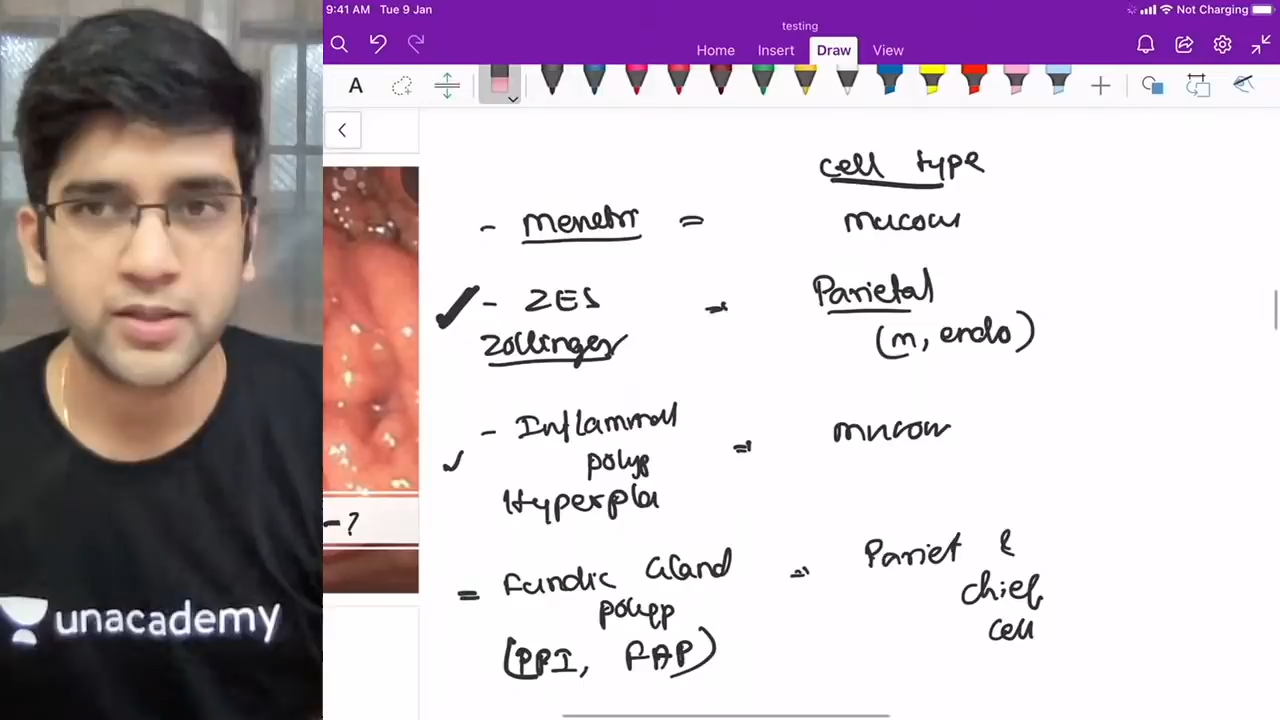 9:41 AM Tue 9 Jan
Not Charging
testing
Home Insert Draw View
A
cell type
- Menetr = mucous
- ZES = Parietal
Zollinger (m, endo)
- Inflammat = mucous
polyp
Hyperpla
= Fundic Gland = Pariet &
polyp chief
(PPI, FAP) cell
- ?
unacademy